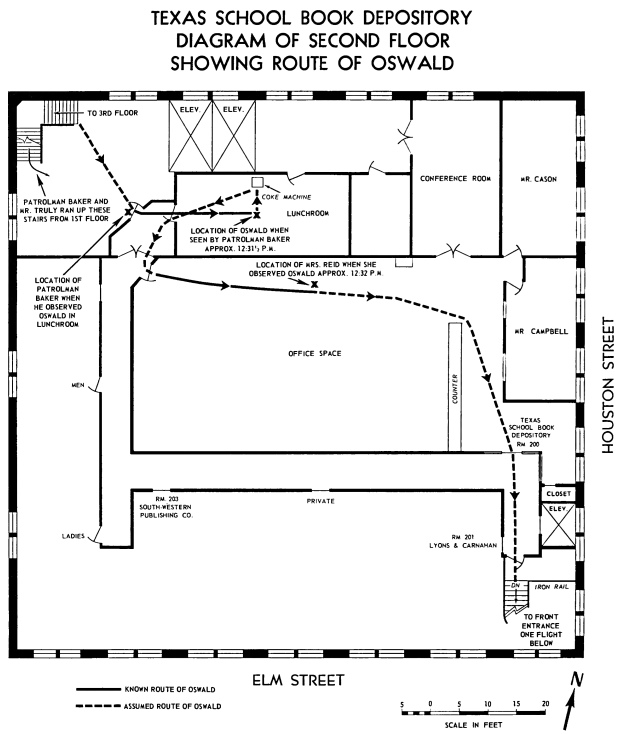 TEXAS SCHOOL BOOK DEPOSITORY
DIAGRAM OF SECOND FLOOR
SHOWING ROUTE OF OSWALD
TO 3RD FLOOR
ELEV.
ELEV.
PATROLMAN BAKER AND
MR. TRULY RAN UP THESE
STAIRS FROM 1ST FLOOR
COKE MACHINE
LUNCHROOM
CONFERENCE ROOM
MR. CASON
LOCATION OF OSWALD WHEN
SEEN BY PATROLMAN BAKER
APPROX. 12:31½ P.M.
LOCATION OF MRS. REID WHEN SHE
OBSERVED OSWALD APPROX. 12:32 P.M
LOCATION OF
PATROLMAN
BAKER WHEN
HE OBSERVED
OSWALD IN
LUNCHROOM
MR CAMPBELL
OFFICE SPACE
HOUSTON STREET
MEN
COUNTER
TEXAS
SCHOOL BOOK
DEPOSITORY
RM 200
CLOSET
RM. 203
SOUTH-WESTERN
PUBLISHING CO.
PRIVATE
ELEV
LADIES
RM 201
LYONS & CARNAHAN
DN
IRON RAIL
TO FRONT
ENTRANCE
ONE FLIGHT
BELOW
ELM STREET
KNOWN ROUTE OF OSWALD
ASSUMED ROUTE OF OSWALD
N
5 0 5 10 15 20
SCALE IN FEET